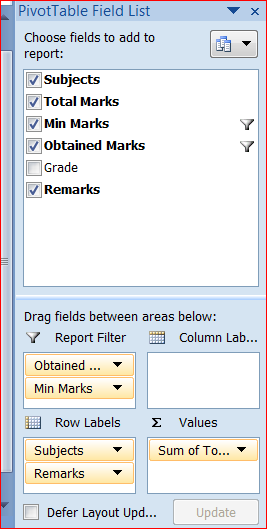 PivotTable Field List
Choose fields to add to
report:
Subjects
Total Marks
Min Marks
Obtained Marks
Grade
Remarks
Drag fields between areas below:
Report Filter
Column Lab...
Obtained ...
Min Marks
Row Labels
Σ Values
Subjects
Sum of To...
Remarks
Defer Layout Upd...
Update